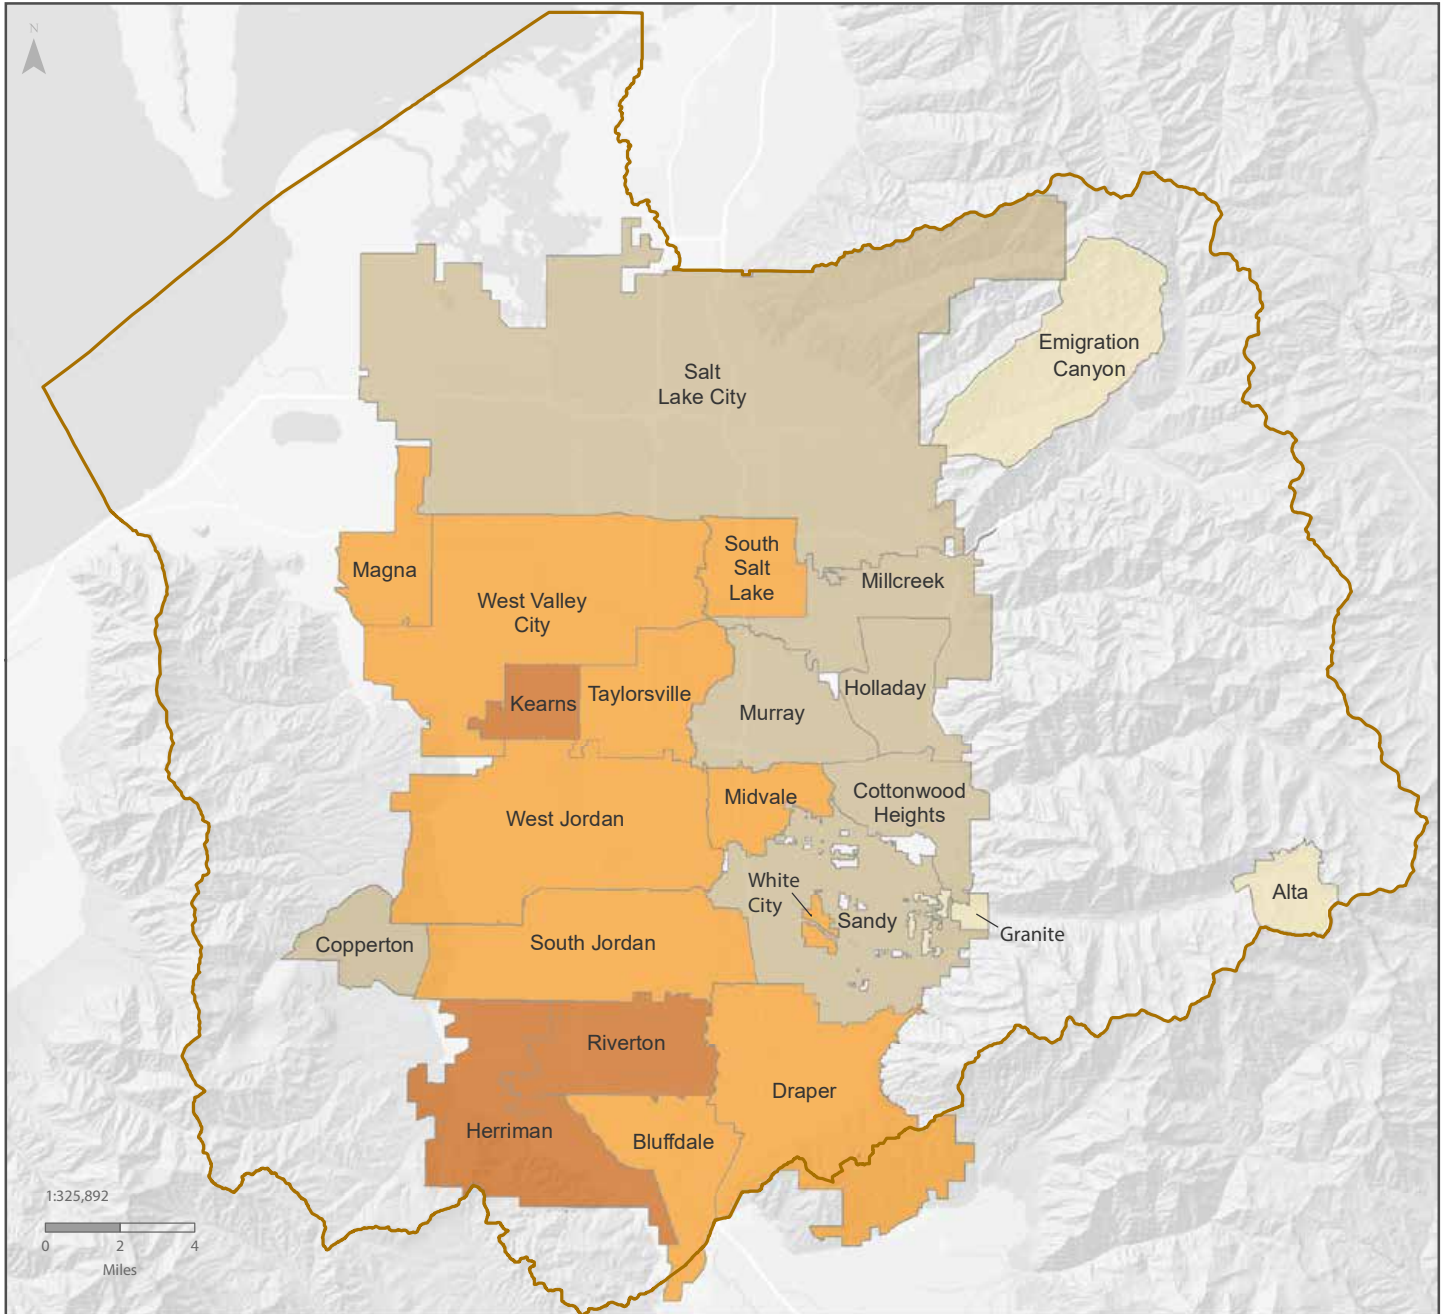 N
Emigration
Canyon
Salt
Lake City
South
Salt
Lake
Magna
Millcreek
West Valley
City
Kearns
Taylorsville
Holladay
Murray
Midvale
Cottonwood
Heights
West Jordan
White
City
Sandy
Alta
Granite
Copperton
South Jordan
Riverton
Draper
Herriman
Bluffdale
1:325,892
0 2 4
Miles